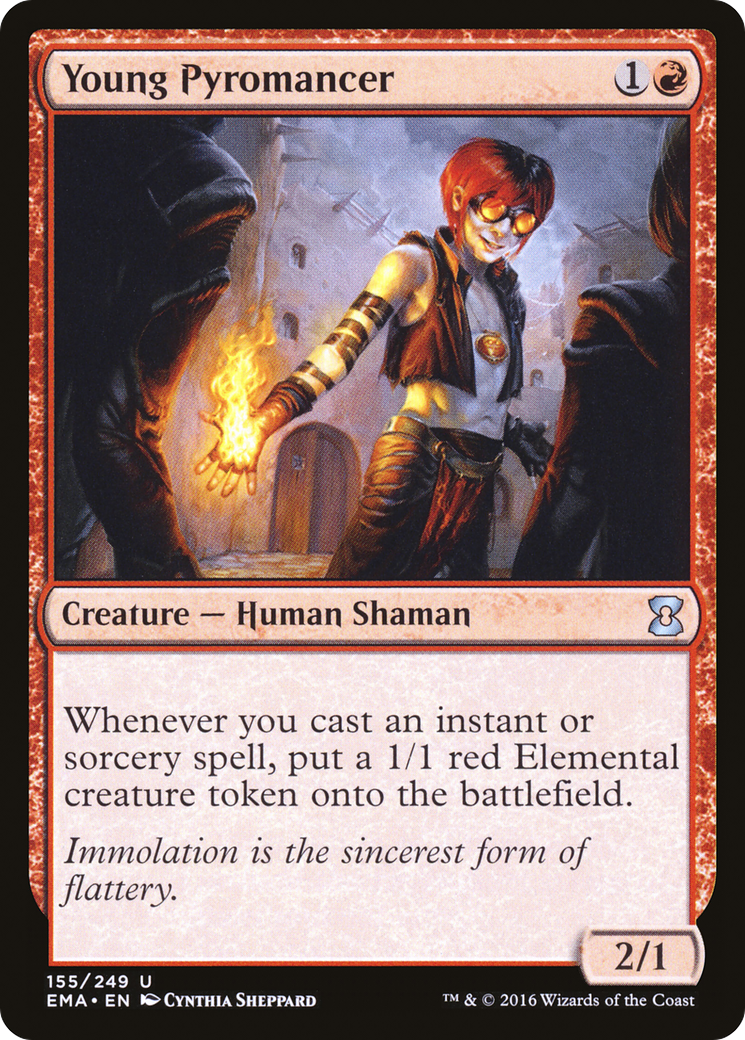 Young Pyromancer 1
Creature — Human Shaman
Whenever you cast an instant or
sorcery spell, put a 1/1 red Elemental
creature token onto the battlefield.
Immolation is the sincerest form of
flattery.
2/1
155/249 U
EMA • EN Cynthia Sheppard
™ & © 2016 Wizards of the Coast